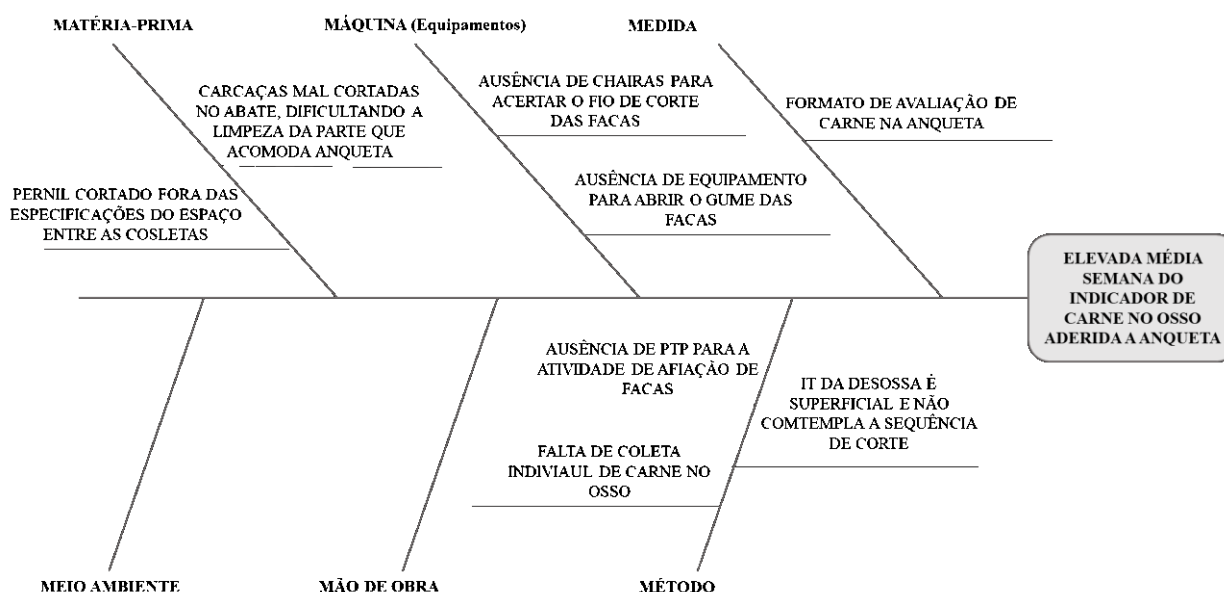 MATÉRIA-PRIMA
MÁQUINA (Equipamentos)
MEDIDA
CARCAÇAS MAL CORTADAS
NO ABATE, DIFICULTANDO A
LIMPEZA DA PARTE QUE
ACOMODA ANQUETA
PERNIL CORTADO FORA DAS
ESPECIFICAÇÕES DO ESPAÇO
ENTRE AS COSLETAS
AUSÊNCIA DE CHAIRAS PARA
ACERTAR O FIO DE CORTE
DAS FACAS
AUSÊNCIA DE EQUIPAMENTO
PARA ABRIR O GUME DAS
FACAS
FORMATO DE AVALIAÇÃO DE
CARNE NA ANQUETA
ELEVADA MÉDIA
SEMANA DO
INDICADOR DE
CARNE NO OSSO
ADERIDA A ANQUETA
AUSÊNCIA DE PTP PARA A
ATIVIDADE DE AFIAÇÃO DE
FACAS
FALTA DE COLETA
INDIVIAUL DE CARNE NO
OSSO
IT DA DESOSSA É
SUPERFICIAL E NÃO
COMTEMPLA A SEQUÊNCIA
DE CORTE
MEIO AMBIENTE
MÃO DE OBRA
MÉTODO